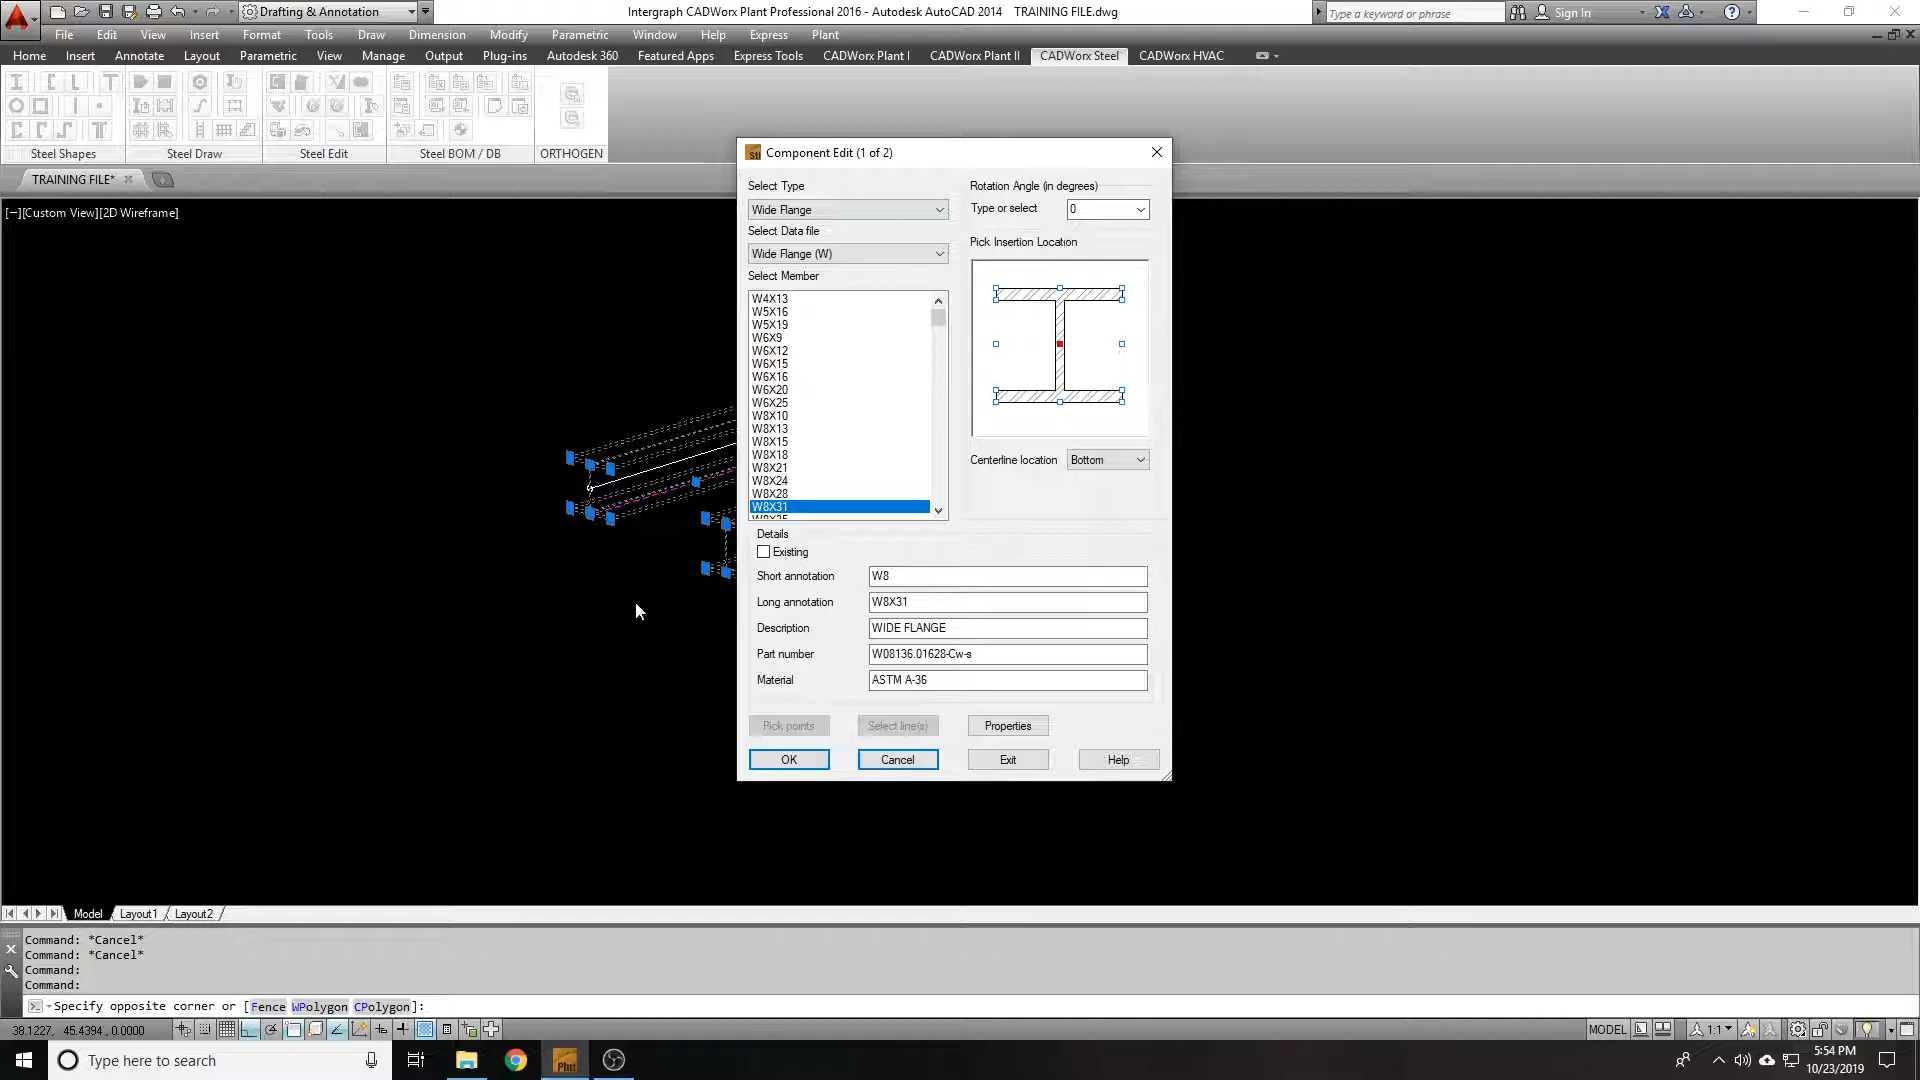 Drafting & Annotation
Intergraph CADWorx Plant Professional 2016 - Autodesk AutoCAD 2014 TRAINING FILE.dwg
Type a keyword or phrase
Sign In
File Edit View Insert Format Tools Draw Dimension Modify Parametric Window Help Express Plant
Home Insert Annotate Layout Parametric View Manage Output Plug-ins Autodesk 360 Featured Apps Express Tools CADWorx Plant I CADWorx Plant II CADWorx Steel CADWorx HVAC
Steel Shapes Steel Draw Steel Edit Steel BOM / DB ORTHOGEN
TRAINING FILE*
[−][Custom View][2D Wireframe]
Component Edit (1 of 2)
Select Type
Wide Flange
Select Data file
Wide Flange (W)
Select Member
W4X13
W5X16
W5X19
W6X9
W6X12
W6X15
W6X16
W6X20
W6X25
W8X10
W8X13
W8X15
W8X18
W8X21
W8X24
W8X28
W8X31
W8X35
Rotation Angle (in degrees)
Type or select 0
Pick Insertion Location
Centerline location Bottom
Details
Existing
Short annotation W8
Long annotation W8X31
Description WIDE FLANGE
Part number W08136.01628-Cw-s
Material ASTM A-36
Pick points Select line(s) Properties
OK Cancel Exit Help
Model Layout1 Layout2
Command: *Cancel*
Command: *Cancel*
Command:
Command:
Specify opposite corner or [Fence WPolygon CPolygon]:
38.1227, 45.4394, 0.0000
MODEL 1:1
Type here to search
Plnt
5:54 PM
10/23/2019